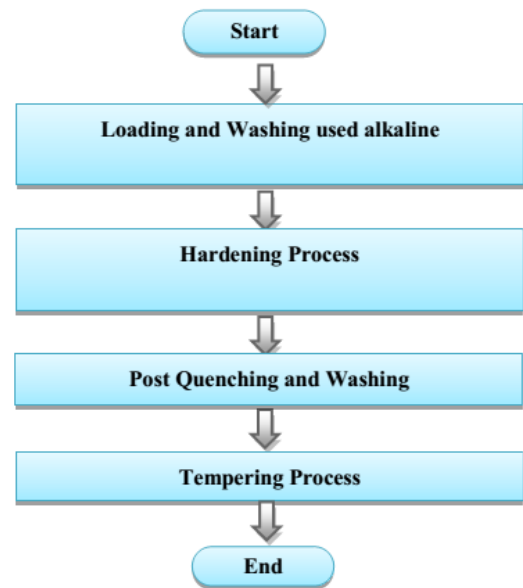 Start
Loading and Washing used alkaline
Hardening Process
Post Quenching and Washing
Tempering Process
End